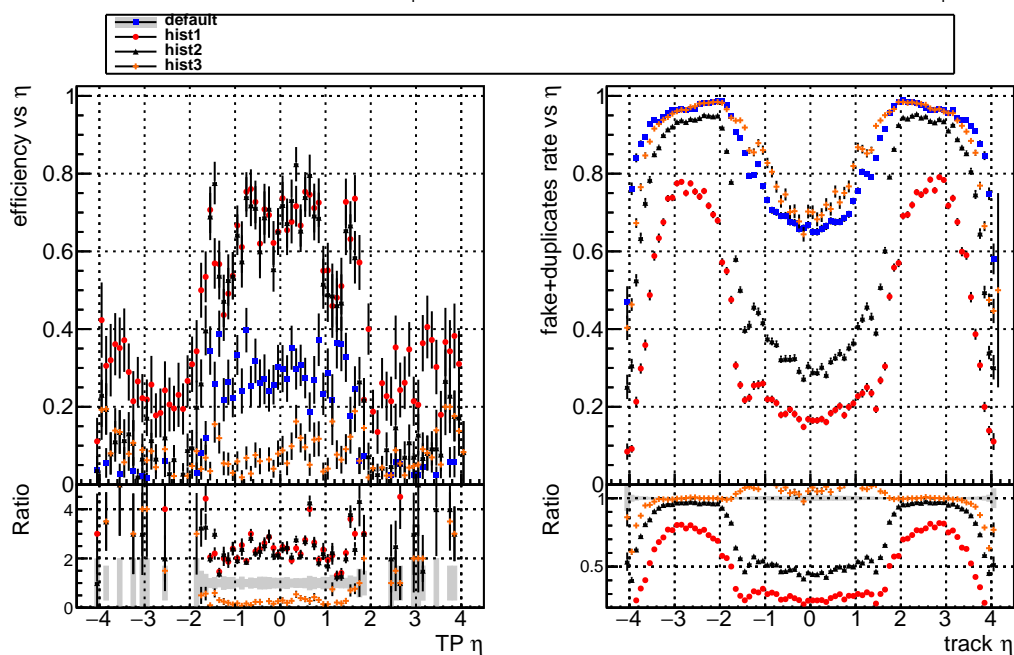 default
hist1
hist2
hist3
efficiency vs η
1
0.8
0.6
0.4
0.2
0
Ratio
4
2
0
−4 −3 −2 −1 0 1 2 3 4
TP η
fake+duplicates rate vs η
1
0.8
0.6
0.4
0.2
0
Ratio
1
0.5
−4 −3 −2 −1 0 1 2 3 4
track η